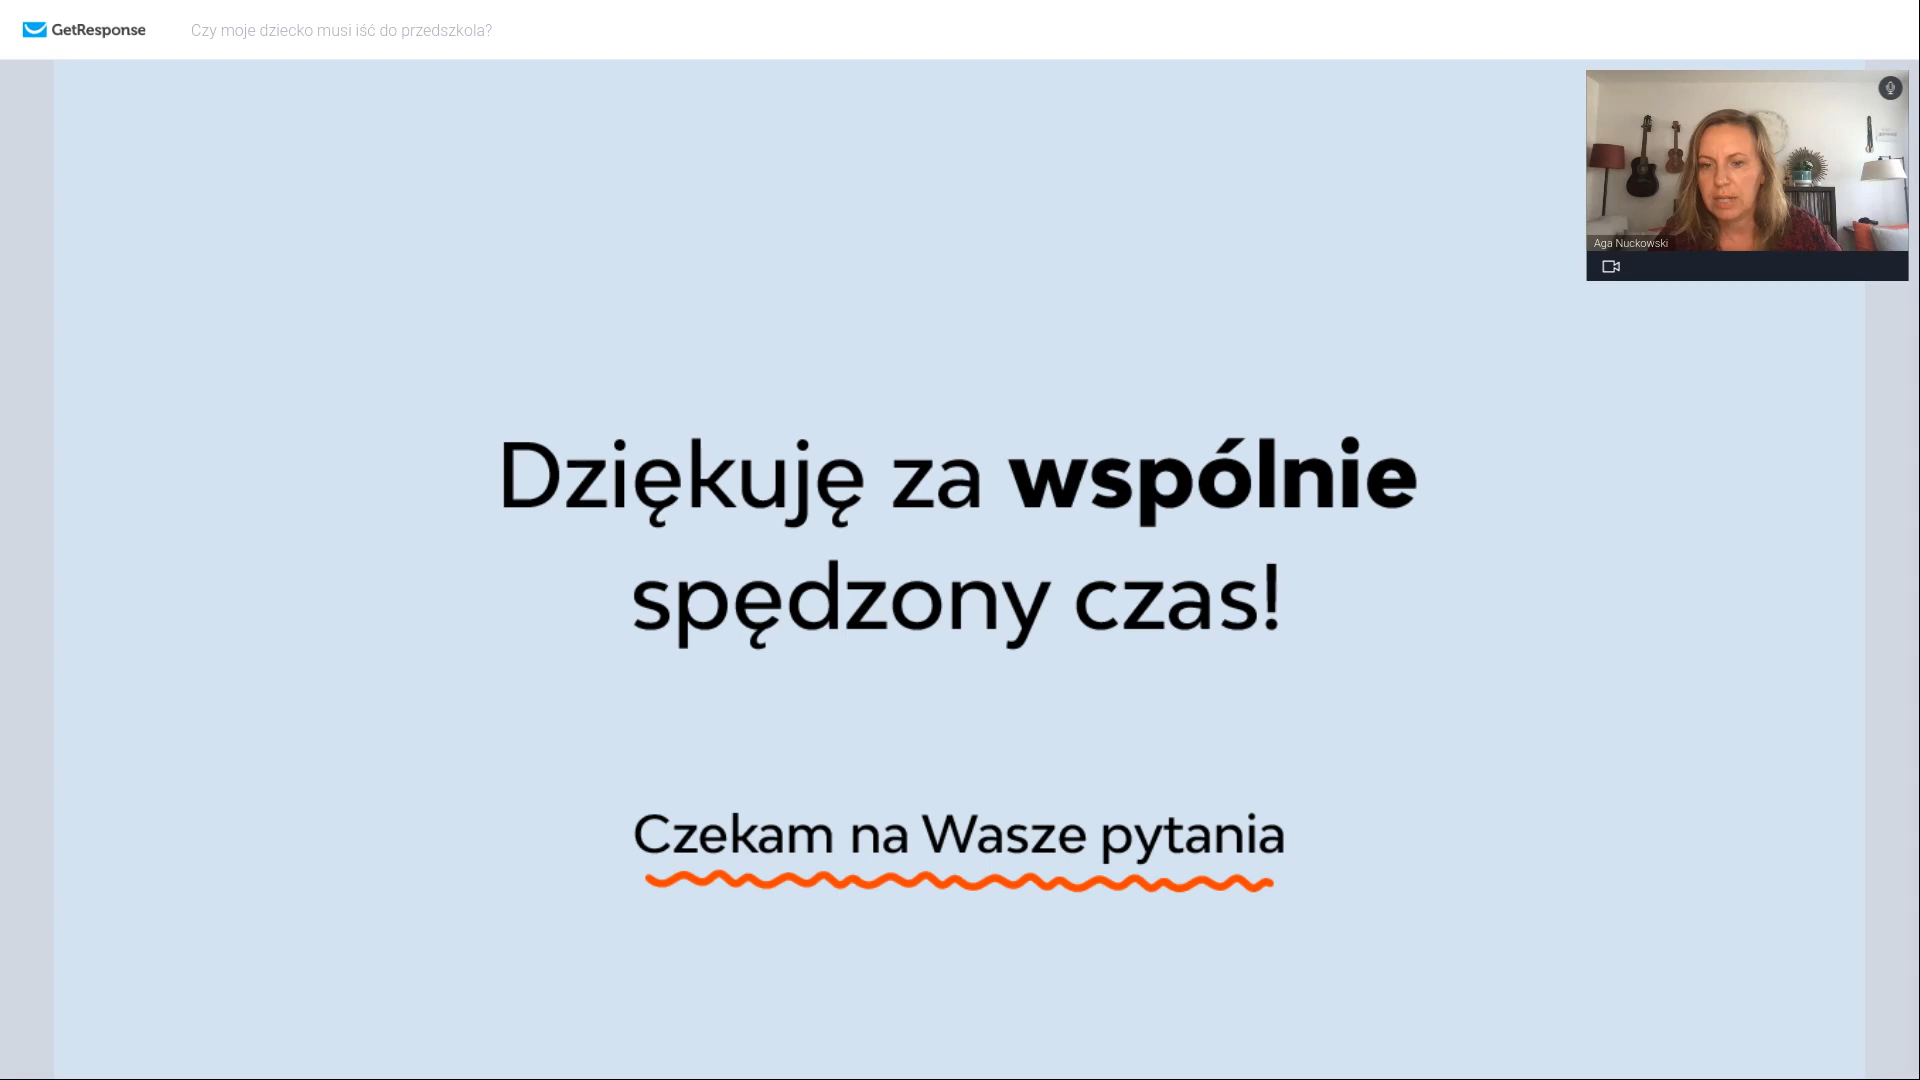 GetResponse
Czy moje dziecko musi iść do przedszkola?
Aga Nuckowski
Dziękuję za wspólnie
spędzony czas!
Czekam na Wasze pytania